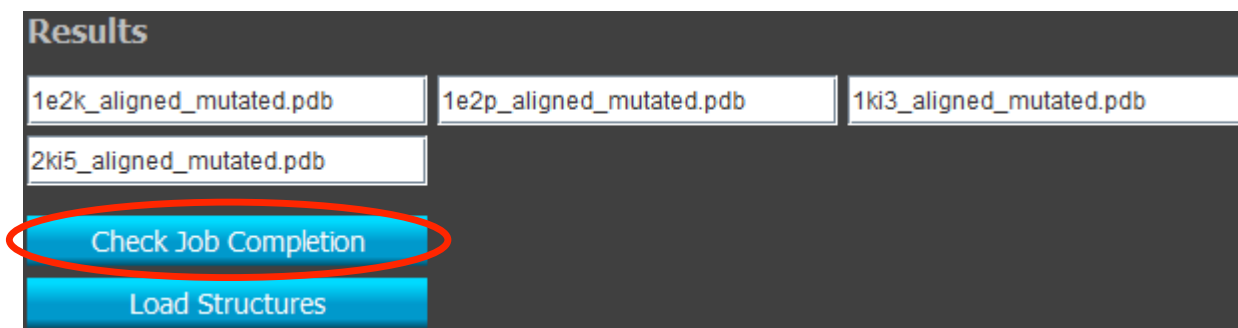 Results
1e2k_aligned_mutated.pdb 1e2p_aligned_mutated.pdb 1ki3_aligned_mutated.pdb
2ki5_aligned_mutated.pdb
Check Job Completion
Load Structures